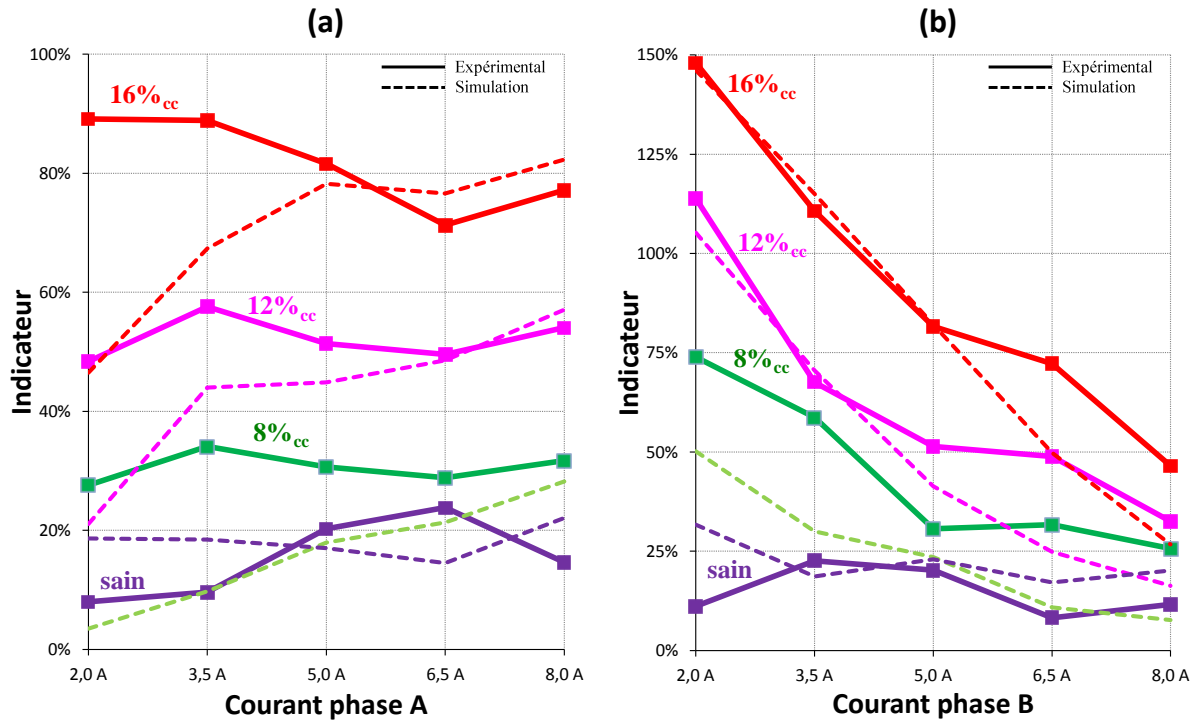 (a)
100%
80%
60%
40%
20%
0%
Indicateur
Expérimental
Simulation
16%cc
12%cc
8%cc
sain
2,0 A
3,5 A
5,0 A
6,5 A
8,0 A
Courant phase A
(b)
150%
125%
100%
75%
50%
25%
0%
Indicateur
Expérimental
Simulation
16%cc
12%cc
8%cc
sain
2,0 A
3,5 A
5,0 A
6,5 A
8,0 A
Courant phase B